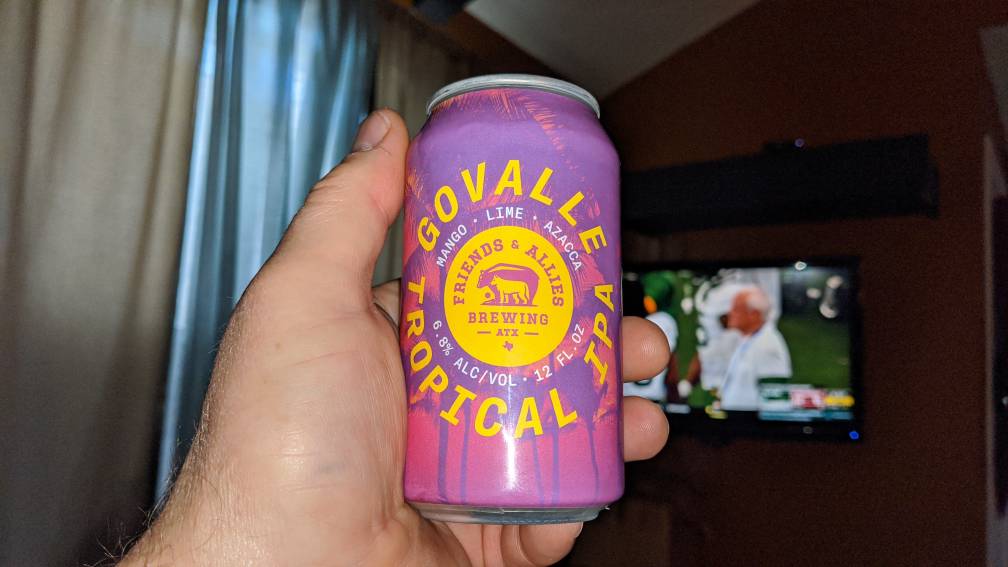 GOVALLE
MANGO · LIME · AZACCA
FRIENDS & ALLIES
BREWING
— ATX —
6.8% ALC/VOL · 12 FL.OZ
TROPICAL IPA